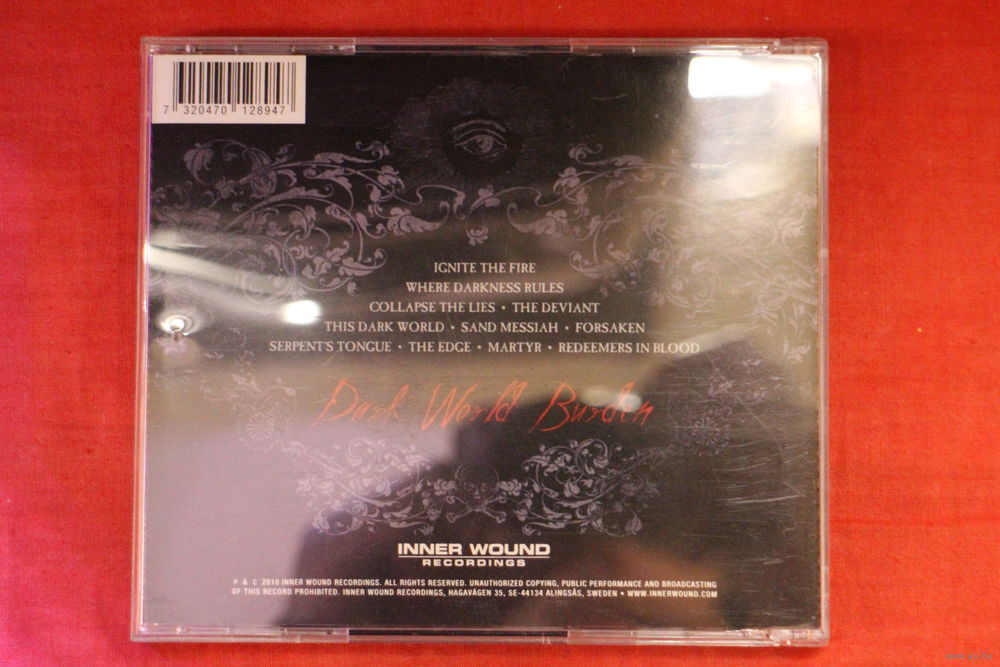 7 320470 128947
IGNITE THE FIRE
WHERE DARKNESS RULES
COLLAPSE THE LIES • THE DEVIANT
THIS DARK WORLD • SAND MESSIAH • FORSAKEN
SERPENT'S TONGUE • THE EDGE • MARTYR • REDEEMERS IN BLOOD
Dark World Burden
INNER WOUND
RECORDINGS
P & C 2010 INNER WOUND RECORDINGS. ALL RIGHTS RESERVED. UNAUTHORIZED COPYING, PUBLIC PERFORMANCE AND BROADCASTING
OF THIS RECORD PROHIBITED. INNER WOUND RECORDINGS, HAGAVÄGEN 35, SE-44134 ALINGSÅS, SWEDEN • WWW.INNERWOUND.COM